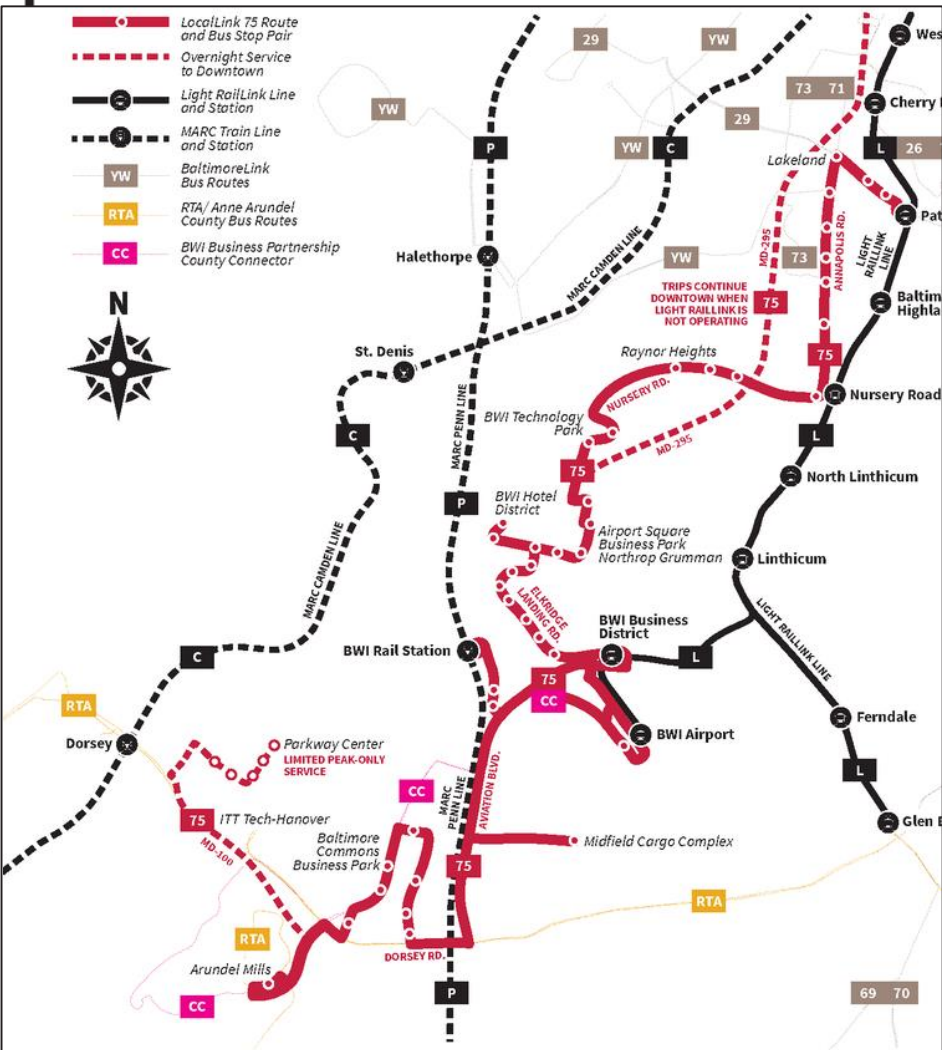 LocalLink 75 Route
and Bus Stop Pair
Overnight Service
to Downtown
Light RailLink Line
and Station
MARC Train Line
and Station
YW
BaltimoreLink
Bus Routes
RTA
RTA/ Anne Arundel
County Bus Routes
CC
BWI Business Partnership
County Connector
N
29
YW
Wes
73 71
Cherry
YW
29
P
YW
C
L
26
Lakeland
Pat
MD-295
ANNAPOLIS RD.
LIGHT
RAILLINK
LINE
MARC CAMDEN LINE
Halethorpe
YW
73
TRIPS CONTINUE
DOWNTOWN WHEN
LIGHT RAILLINK IS
NOT OPERATING
75
Baltim
Highla
St. Denis
Raynor Heights
75
NURSERY RD.
Nursery Road
MARC PENN LINE
BWI Technology
Park
C
L
MD-295
75
North Linthicum
P
BWI Hotel
District
Airport Square
Business Park
Northrop Grumman
Linthicum
MARC CAMDEN LINE
ELKRIDGE
LANDING RD.
LIGHT RAILLINK LINE
BWI Business
District
C
BWI Rail Station
L
75
CC
RTA
Dorsey
BWI Airport
Ferndale
Parkway Center
LIMITED PEAK-ONLY
SERVICE
L
CC
MARC
PENN LINE
AVIATION BLVD.
75
ITT Tech-Hanover
Glen
MD-100
Baltimore
Commons
Business Park
Midfield Cargo Complex
75
RTA
RTA
DORSEY RD.
Arundel Mills
CC
P
69 70